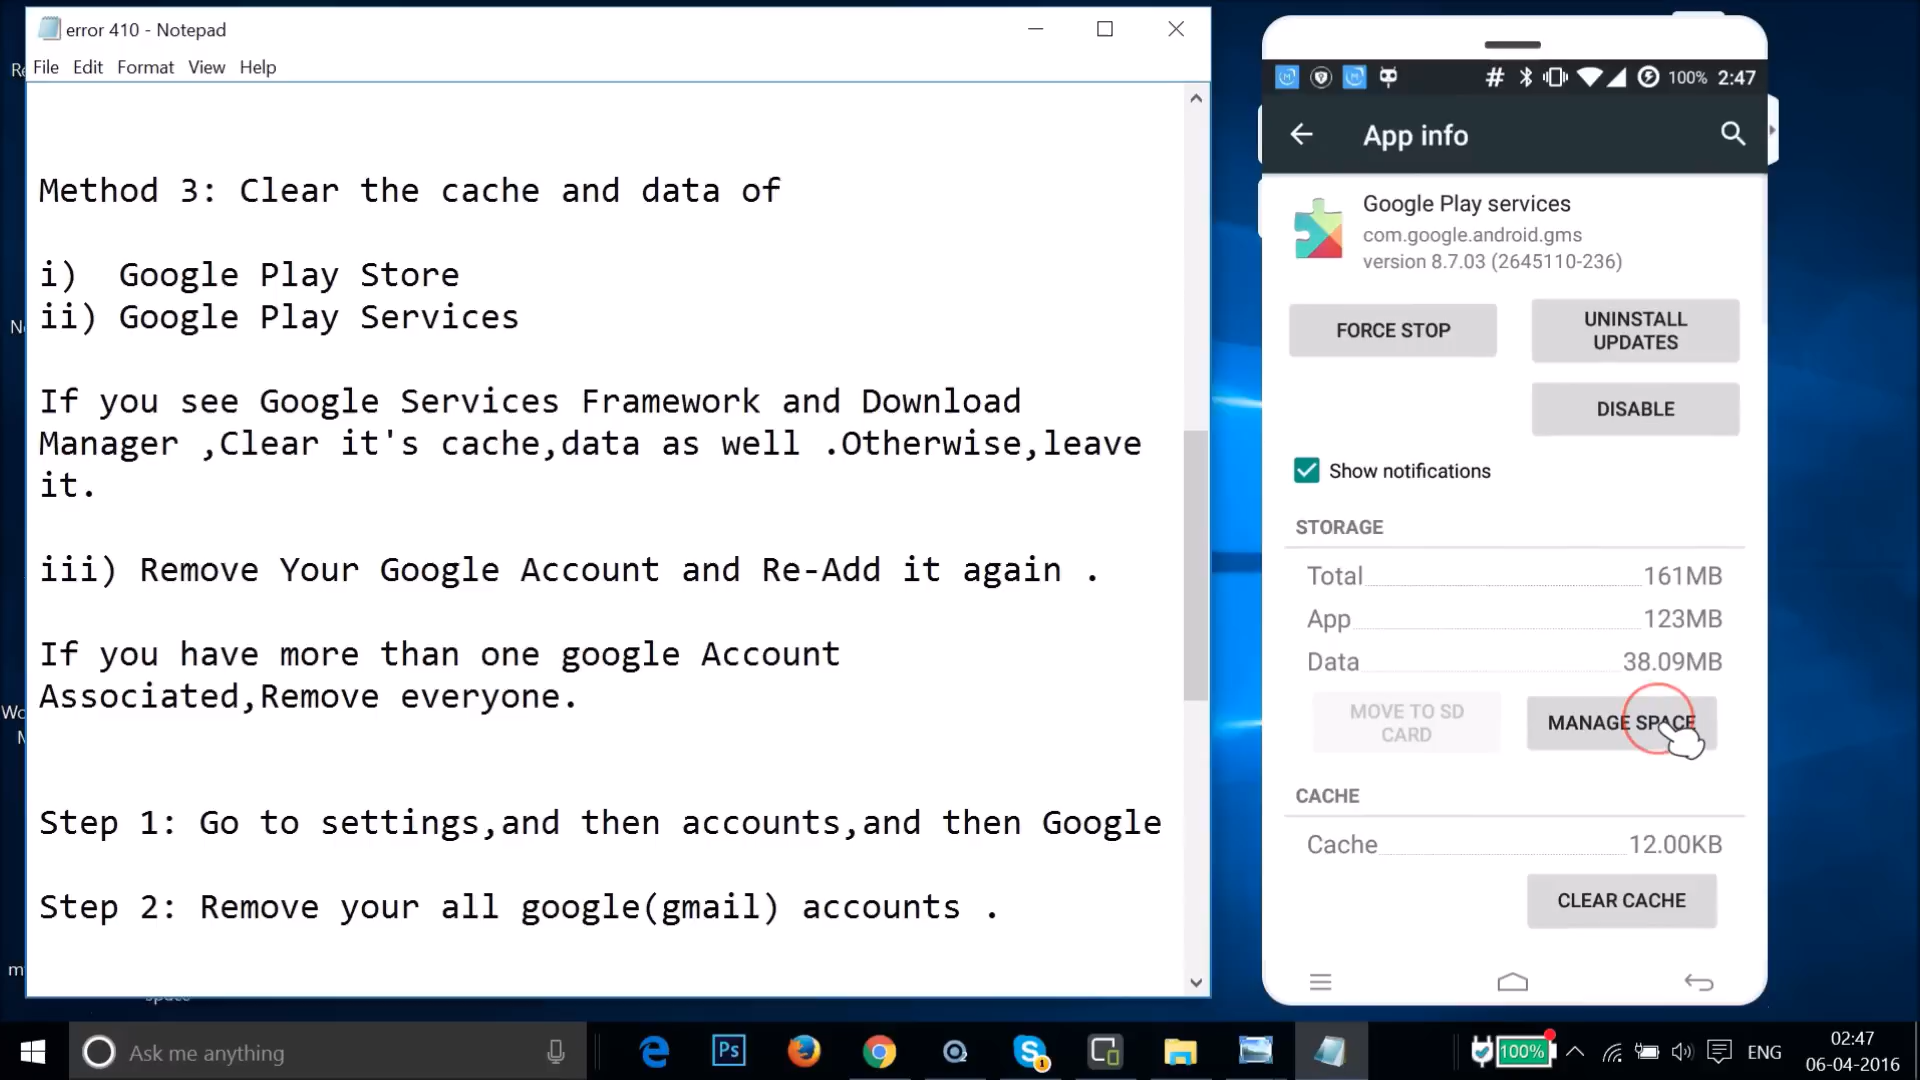 error 410 - Notepad
File Edit Format View Help
Method 3: Clear the cache and data of
i) Google Play Store
ii) Google Play Services
If you see Google Services Framework and Download
Manager ,Clear it's cache,data as well .Otherwise,leave
it.
iii) Remove Your Google Account and Re-Add it again .
If you have more than one google Account
Associated,Remove everyone.
Step 1: Go to settings,and then accounts,and then Google
Step 2: Remove your all google(gmail) accounts .
100% 2:47
App info
Google Play services
com.google.android.gms
version 8.7.03 (2645110-236)
FORCE STOP
UNINSTALL
UPDATES
DISABLE
Show notifications
STORAGE
Total 161MB
App 123MB
Data 38.09MB
MOVE TO SD
CARD
MANAGE SPACE
CACHE
Cache 12.00KB
CLEAR CACHE
Ask me anything
Ps
1
100%
ENG
02:47
06-04-2016